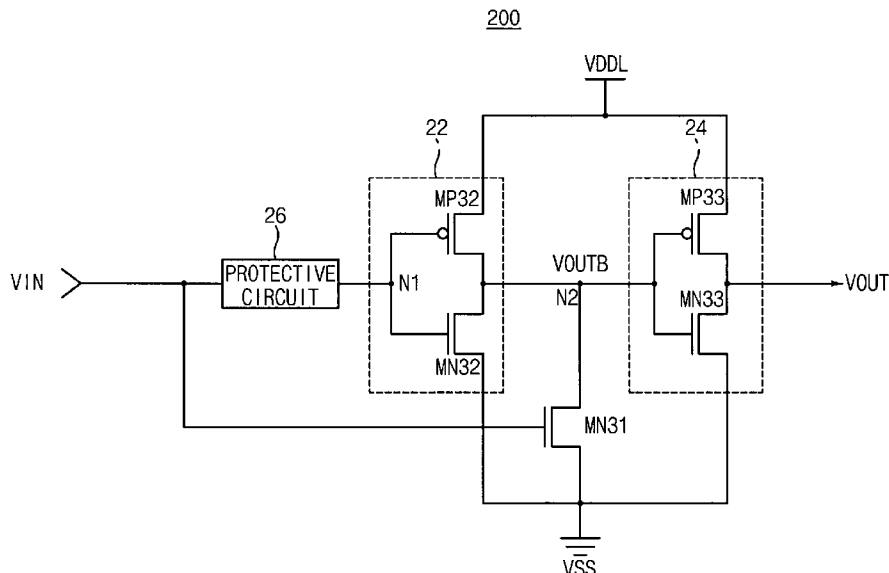 200
VDDL
22
24
MP32
MP33
26
VIN
PROTECTIVE
CIRCUIT
N1
VOUTB
N2
VOUT
MN33
MN32
MN31
VSS